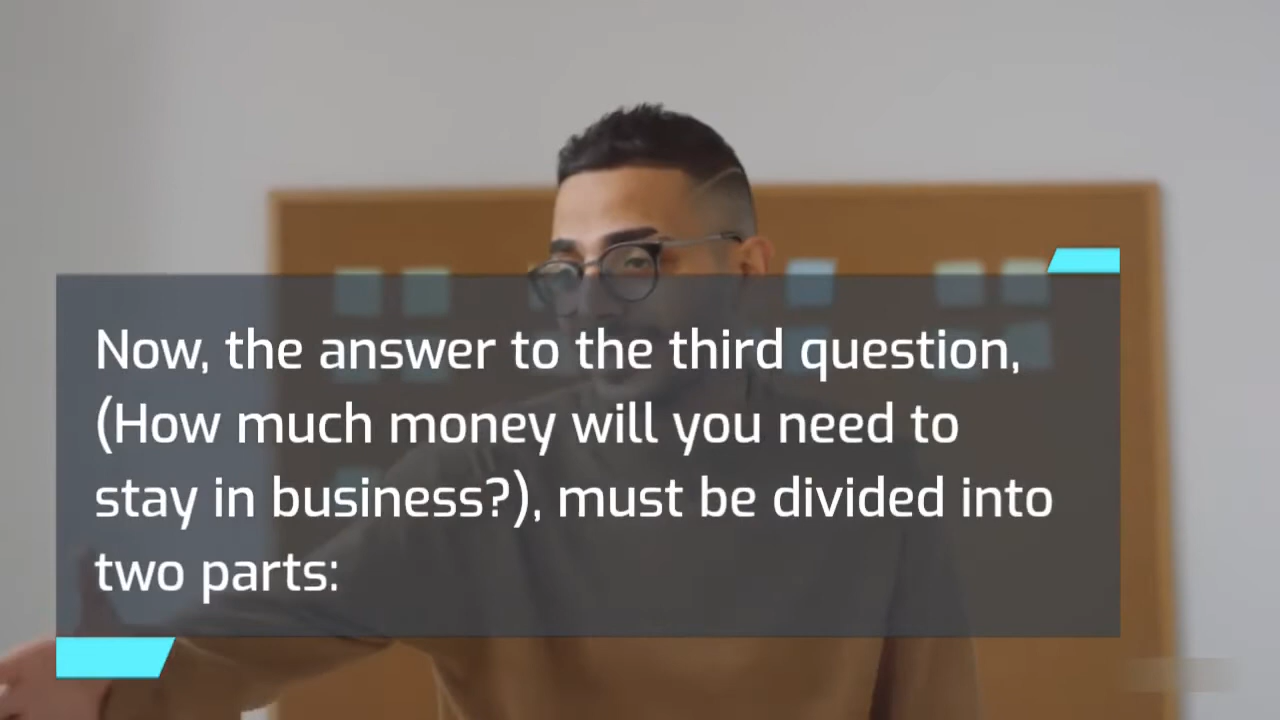 Now, the answer to the third question,
(How much money will you need to
stay in business?), must be divided into
two parts: